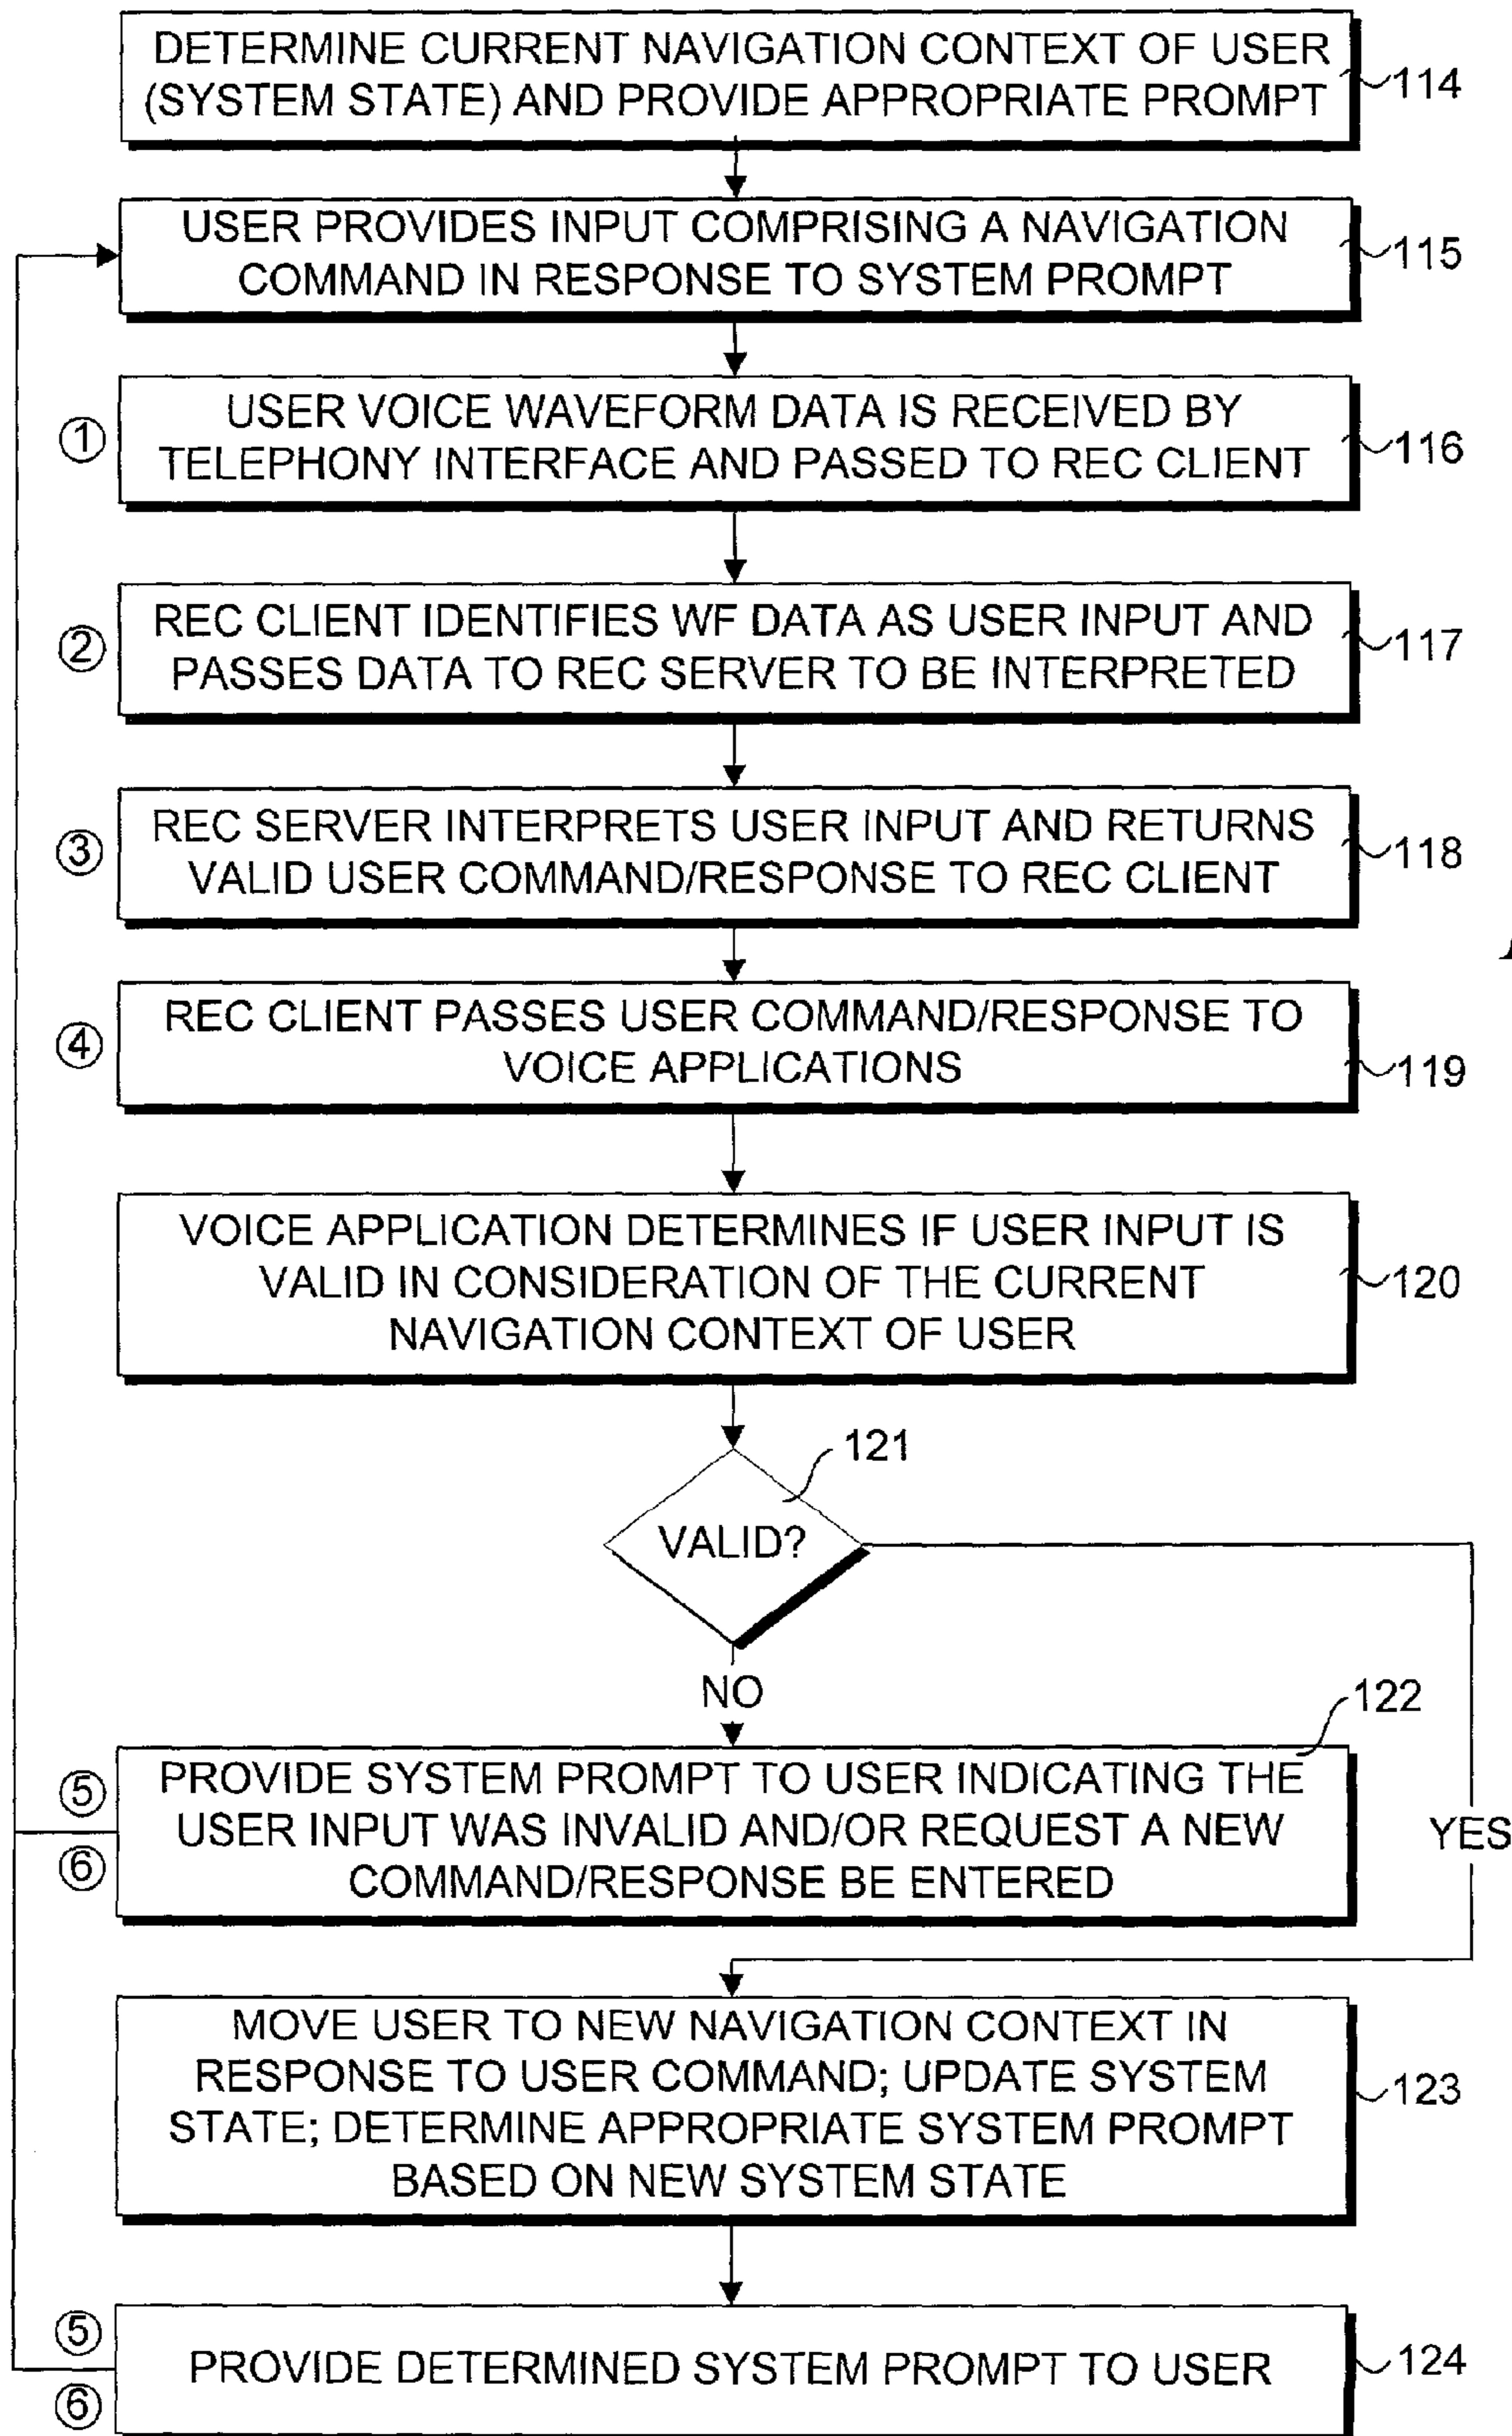 DETERMINE CURRENT NAVIGATION CONTEXT OF USER
(SYSTEM STATE) AND PROVIDE APPROPRIATE PROMPT
114
USER PROVIDES INPUT COMPRISING A NAVIGATION
COMMAND IN RESPONSE TO SYSTEM PROMPT
115
①
USER VOICE WAVEFORM DATA IS RECEIVED BY
TELEPHONY INTERFACE AND PASSED TO REC CLIENT
116
②
REC CLIENT IDENTIFIES WF DATA AS USER INPUT AND
PASSES DATA TO REC SERVER TO BE INTERPRETED
117
③
REC SERVER INTERPRETS USER INPUT AND RETURNS
VALID USER COMMAND/RESPONSE TO REC CLIENT
118
④
REC CLIENT PASSES USER COMMAND/RESPONSE TO
VOICE APPLICATIONS
119
VOICE APPLICATION DETERMINES IF USER INPUT IS
VALID IN CONSIDERATION OF THE CURRENT
NAVIGATION CONTEXT OF USER
120
121
VALID?
NO
YES
122
⑤
⑥
PROVIDE SYSTEM PROMPT TO USER INDICATING THE
USER INPUT WAS INVALID AND/OR REQUEST A NEW
COMMAND/RESPONSE BE ENTERED
MOVE USER TO NEW NAVIGATION CONTEXT IN
RESPONSE TO USER COMMAND; UPDATE SYSTEM
STATE; DETERMINE APPROPRIATE SYSTEM PROMPT
BASED ON NEW SYSTEM STATE
123
⑤
⑥
PROVIDE DETERMINED SYSTEM PROMPT TO USER
124